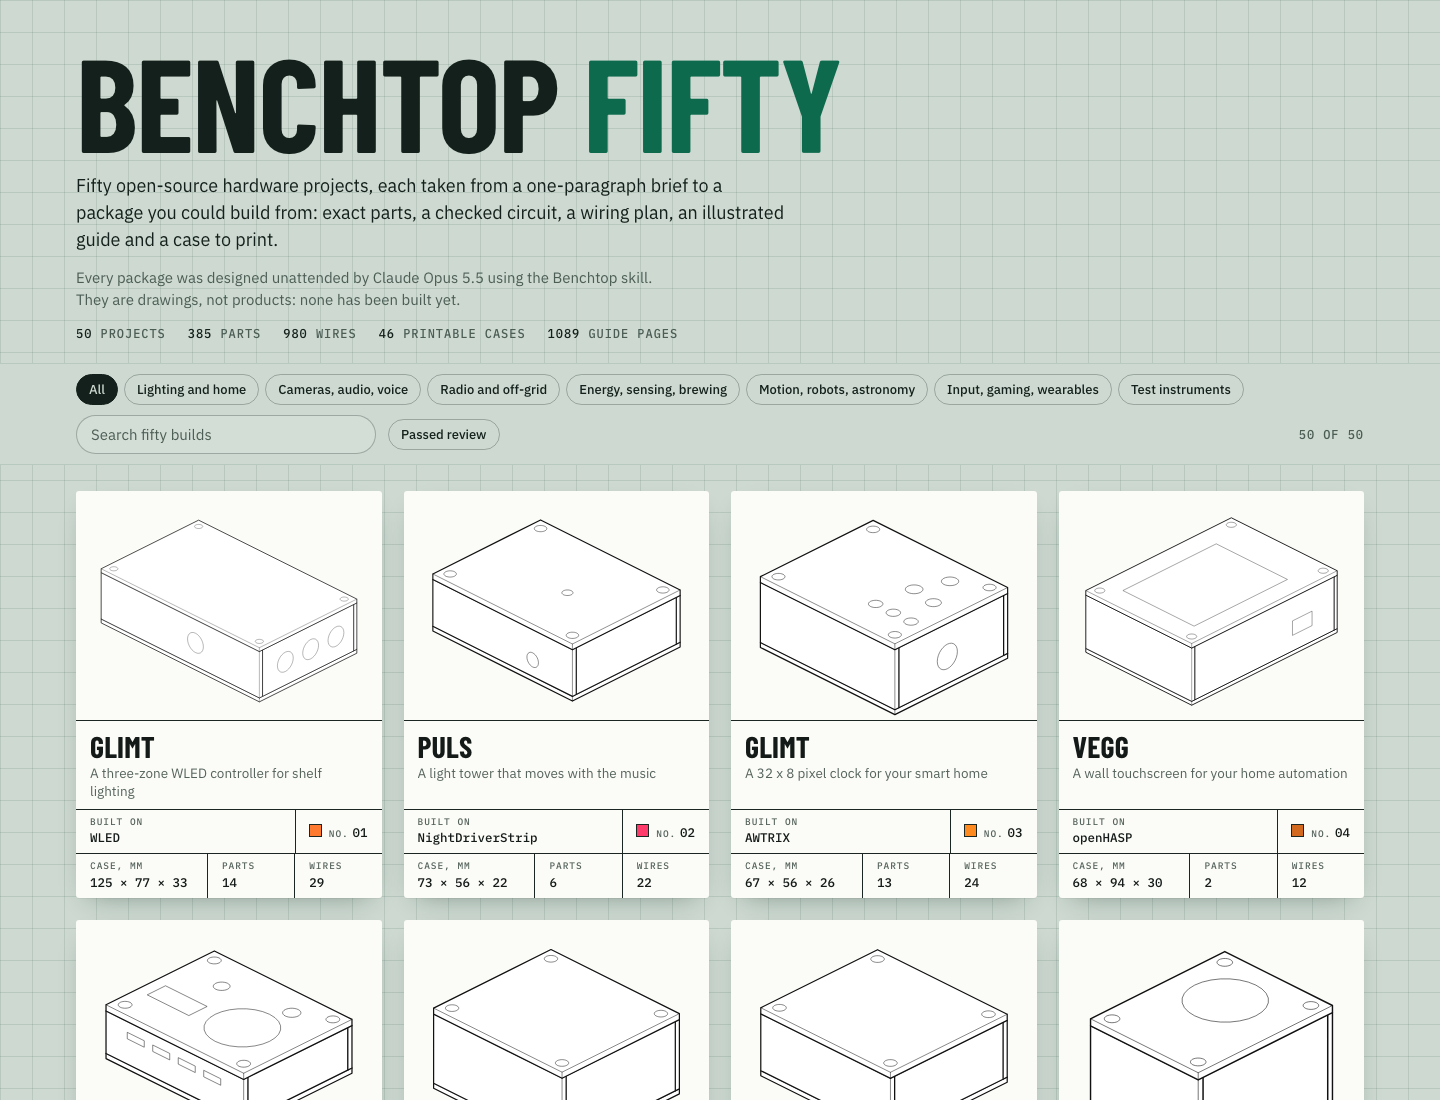 BENCHTOP FIFTY
Fifty open-source hardware projects, each taken from a one-paragraph brief to a
package you could build from: exact parts, a checked circuit, a wiring plan, an illustrated
guide and a case to print.
Every package was designed unattended by Claude Opus 5.5 using the Benchtop skill.
They are drawings, not products: none has been built yet.
50 PROJECTS 385 PARTS 980 WIRES 46 PRINTABLE CASES 1089 GUIDE PAGES
All Lighting and home Cameras, audio, voice Radio and off-grid Energy, sensing, brewing Motion, robots, astronomy Input, gaming, wearables Test instruments
Search fifty builds Passed review 50 OF 50
GLIMT
A three-zone WLED controller for shelf
lighting
BUILT ON
WLED
NO. 01
CASE, MM PARTS WIRES
125 × 77 × 33 14 29
PULS
A light tower that moves with the music
BUILT ON
NightDriverStrip
NO. 02
CASE, MM PARTS WIRES
73 × 56 × 22 6 22
GLIMT
A 32 x 8 pixel clock for your smart home
BUILT ON
AWTRIX
NO. 03
CASE, MM PARTS WIRES
67 × 56 × 26 13 24
VEGG
A wall touchscreen for your home automation
BUILT ON
openHASP
NO. 04
CASE, MM PARTS WIRES
68 × 94 × 30 2 12